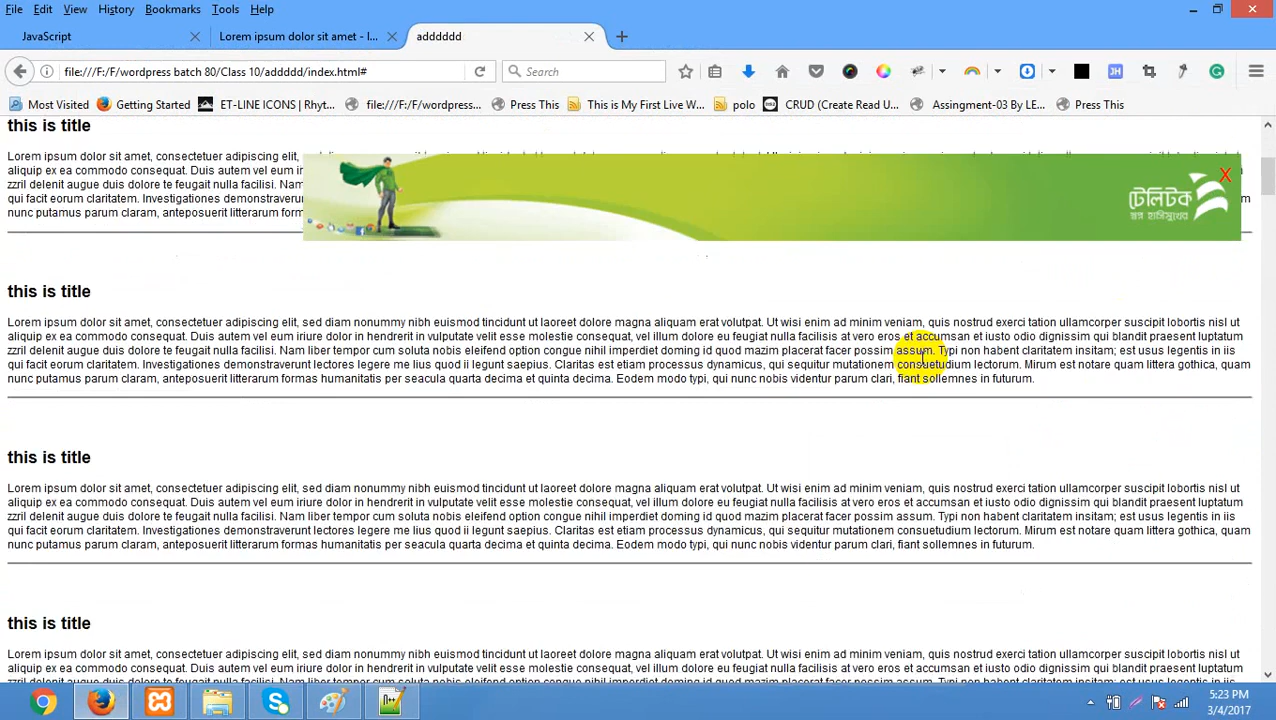 File Edit View History Bookmarks Tools Help
JavaScript
Lorem ipsum dolor sit amet - l...
adddddd
file:///F:/F/wordpress batch 80/Class 10/addddd/index.html#
Search
JH
Most Visited
Getting Started
ET-LINE ICONS | Rhyt...
file:///F:/F/wordpress...
Press This
This is My First Live W...
polo
CRUD (Create Read U...
Assingment-03 By LE...
Press This
this is title
Lorem ipsum dolor sit amet, consectetuer adipiscing elit,
aliquip ex ea commodo consequat. Duis autem vel eum
zzril delenit augue duis dolore te feugait nulla facilisi. Nam
qui facit eorum claritatem. Investigationes demonstraverunt
nunc putamus parum claram, anteposuerit litterarum form
X
টেলিটক
স্বপ্ন হাসিমুখের
this is title
Lorem ipsum dolor sit amet, consectetuer adipiscing elit, sed diam nonummy nibh euismod tincidunt ut laoreet dolore magna aliquam erat volutpat. Ut wisi enim ad minim veniam, quis nostrud exerci tation ullamcorper suscipit lobortis nisl ut
aliquip ex ea commodo consequat. Duis autem vel eum iriure dolor in hendrerit in vulputate velit esse molestie consequat, vel illum dolore eu feugiat nulla facilisis at vero eros et accumsan et iusto odio dignissim qui blandit praesent luptatum
zzril delenit augue duis dolore te feugait nulla facilisi. Nam liber tempor cum soluta nobis eleifend option congue nihil imperdiet doming id quod mazim placerat facer possim assum. Typi non habent claritatem insitam; est usus legentis in iis
qui facit eorum claritatem. Investigationes demonstraverunt lectores legere me lius quod ii legunt saepius. Claritas est etiam processus dynamicus, qui sequitur mutationem consuetudium lectorum. Mirum est notare quam littera gothica, quam
nunc putamus parum claram, anteposuerit litterarum formas humanitatis per seacula quarta decima et quinta decima. Eodem modo typi, qui nunc nobis videntur parum clari, fiant sollemnes in futurum.
this is title
Lorem ipsum dolor sit amet, consectetuer adipiscing elit, sed diam nonummy nibh euismod tincidunt ut laoreet dolore magna aliquam erat volutpat. Ut wisi enim ad minim veniam, quis nostrud exerci tation ullamcorper suscipit lobortis nisl ut
aliquip ex ea commodo consequat. Duis autem vel eum iriure dolor in hendrerit in vulputate velit esse molestie consequat, vel illum dolore eu feugiat nulla facilisis at vero eros et accumsan et iusto odio dignissim qui blandit praesent luptatum
zzril delenit augue duis dolore te feugait nulla facilisi. Nam liber tempor cum soluta nobis eleifend option congue nihil imperdiet doming id quod mazim placerat facer possim assum. Typi non habent claritatem insitam; est usus legentis in iis
qui facit eorum claritatem. Investigationes demonstraverunt lectores legere me lius quod ii legunt saepius. Claritas est etiam processus dynamicus, qui sequitur mutationem consuetudium lectorum. Mirum est notare quam littera gothica, quam
nunc putamus parum claram, anteposuerit litterarum formas humanitatis per seacula quarta decima et quinta decima. Eodem modo typi, qui nunc nobis videntur parum clari, fiant sollemnes in futurum.
this is title
Lorem ipsum dolor sit amet, consectetuer adipiscing elit, sed diam nonummy nibh euismod tincidunt ut laoreet dolore magna aliquam erat volutpat. Ut wisi enim ad minim veniam, quis nostrud exerci tation ullamcorper suscipit lobortis nisl ut
aliquip ex ea commodo consequat. Duis autem vel eum iriure dolor in hendrerit in vulputate velit esse molestie consequat, vel illum dolore eu feugiat nulla facilisis at vero eros et accumsan et iusto odio dignissim qui blandit praesent luptatum
5:23 PM
3/4/2017